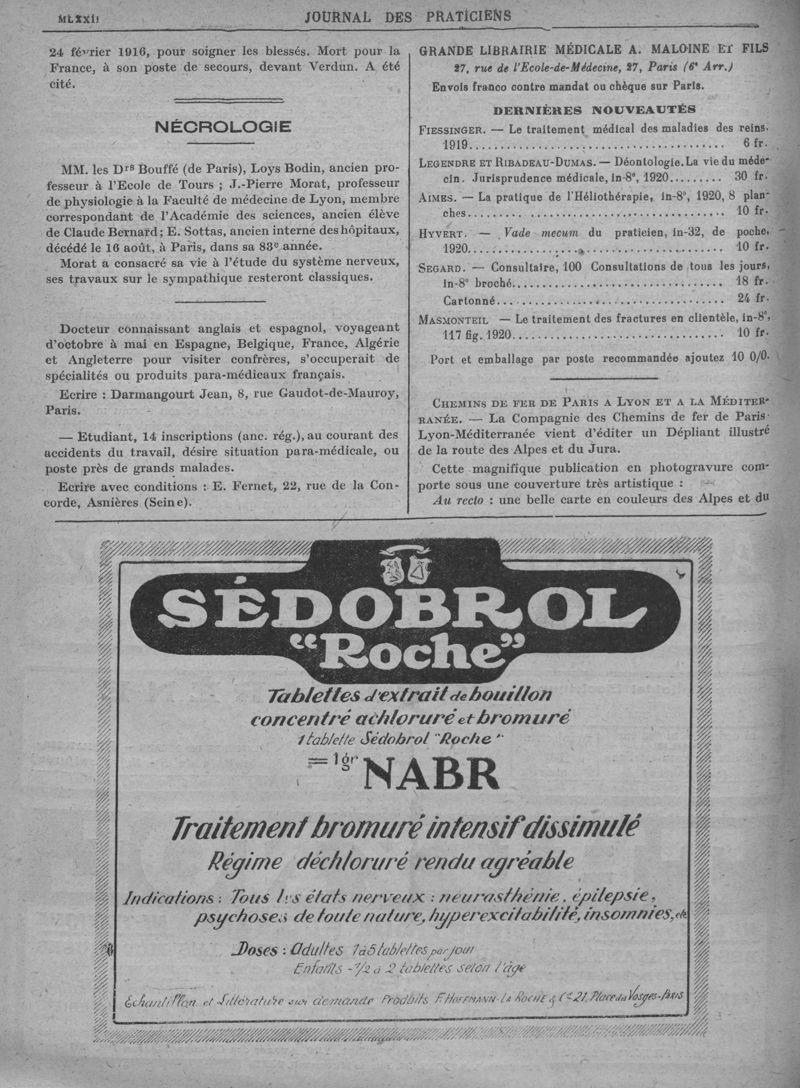 MLXXII
JOURNAL DES PRATICIENS
24 février 1916, pour soigner les blessés. Mort pour la
France, à son poste de secours, devant Verdun. A été
cité.
NÉCROLOGIE
MM. les Drs Bouffé (de Paris), Loys Bodin, ancien pro-
fesseur à l'Ecole de Tours ; J.-Pierre Morat, professeur
de physiologie à la Faculté de médecine de Lyon, membre
correspondant de l'Académie des sciences, ancien élève
de Claude Bernard ; E. Sottas, ancien interne des hôpitaux,
décédé le 16 août, à Paris, dans sa 83e année.
Morat a consacré sa vie à l'étude du système nerveux,
ses travaux sur le sympathique resteront classiques.
Docteur connaissant anglais et espagnol, voyageant
d'octobre à mai en Espagne, Belgique, France, Algérie
et Angleterre pour visiter confrères, s'occuperait de
spécialités ou produits para-médicaux français.
Ecrire : Darmangourt Jean, 8, rue Gaudot-de-Mauroy,
Paris.
— Etudiant, 14 inscriptions (anc. rég.), au courant des
accidents du travail, désire situation para-médicale, ou
poste près de grands malades.
Ecrire avec conditions : E. Fernet, 22, rue de la Con-
corde, Asnières (Seine).
GRANDE LIBRAIRIE MÉDICALE A. MALOINE ET FILS
27, rue de l'Ecole-de-Médecine, 27, Paris (6e Arr.)
Envois franco contre mandat ou chèque sur Paris.
DERNIÈRES NOUVEAUTÉS
FIESSINGER. — Le traitement médical des maladies des reins.
1919........................................ 6 fr.
LEGENDRE ET RIBADEAU-DUMAS. — Déontologie. La vie du méde-
cin. Jurisprudence médicale, in-8°, 1920......... 30 fr.
AIMES. — La pratique de l'Héliothérapie, in-8°, 1920, 8 plan-
ches........................................ 10 fr.
HYVERT. — Vade mecum du praticien, in-32, de poche,
1920........................................ 10 fr.
SEGARD. — Consultaire, 100 Consultations de tous les jours,
in-8° broché................................ 18 fr.
Cartonné.................................... 24 fr.
MASMONTEIL — Le traitement des fractures en clientèle, in-8°,
117 fig. 1920............................... 10 fr.
Port et emballage par poste recommandée ajoutez 10 0/0.
CHEMINS DE FER DE PARIS A LYON ET A LA MÉDITER-
RANÉE. — La Compagnie des Chemins de fer de Paris-
Lyon-Méditerranée vient d'éditer un Dépliant illustré
de la route des Alpes et du Jura.
Cette magnifique publication en photogravure com-
porte sous une couverture très artistique :
Au recto : une belle carte en couleurs des Alpes et du
SÉDOBROL
"Roche"
Tablettes d'extrait de bouillon
concentré achloruré et bromuré
1 tablette Sédobrol "Roche"
= 1gr NABR
Traitement bromuré intensif dissimulé
Régime déchloruré rendu agréable
Indications : Tous les états nerveux : neurasthénie, épilepsie,
psychoses de toute nature, hyperexcitabilité, insomnies, etc
Doses : Adultes 1 à 5 tablettes par jour
Enfants - 1/2 à 2 tablettes selon l'âge
Echantillon et Littérature sur demande Produits F. HOFFMANN-LA ROCHE & Cie 21, Place des Vosges-Paris